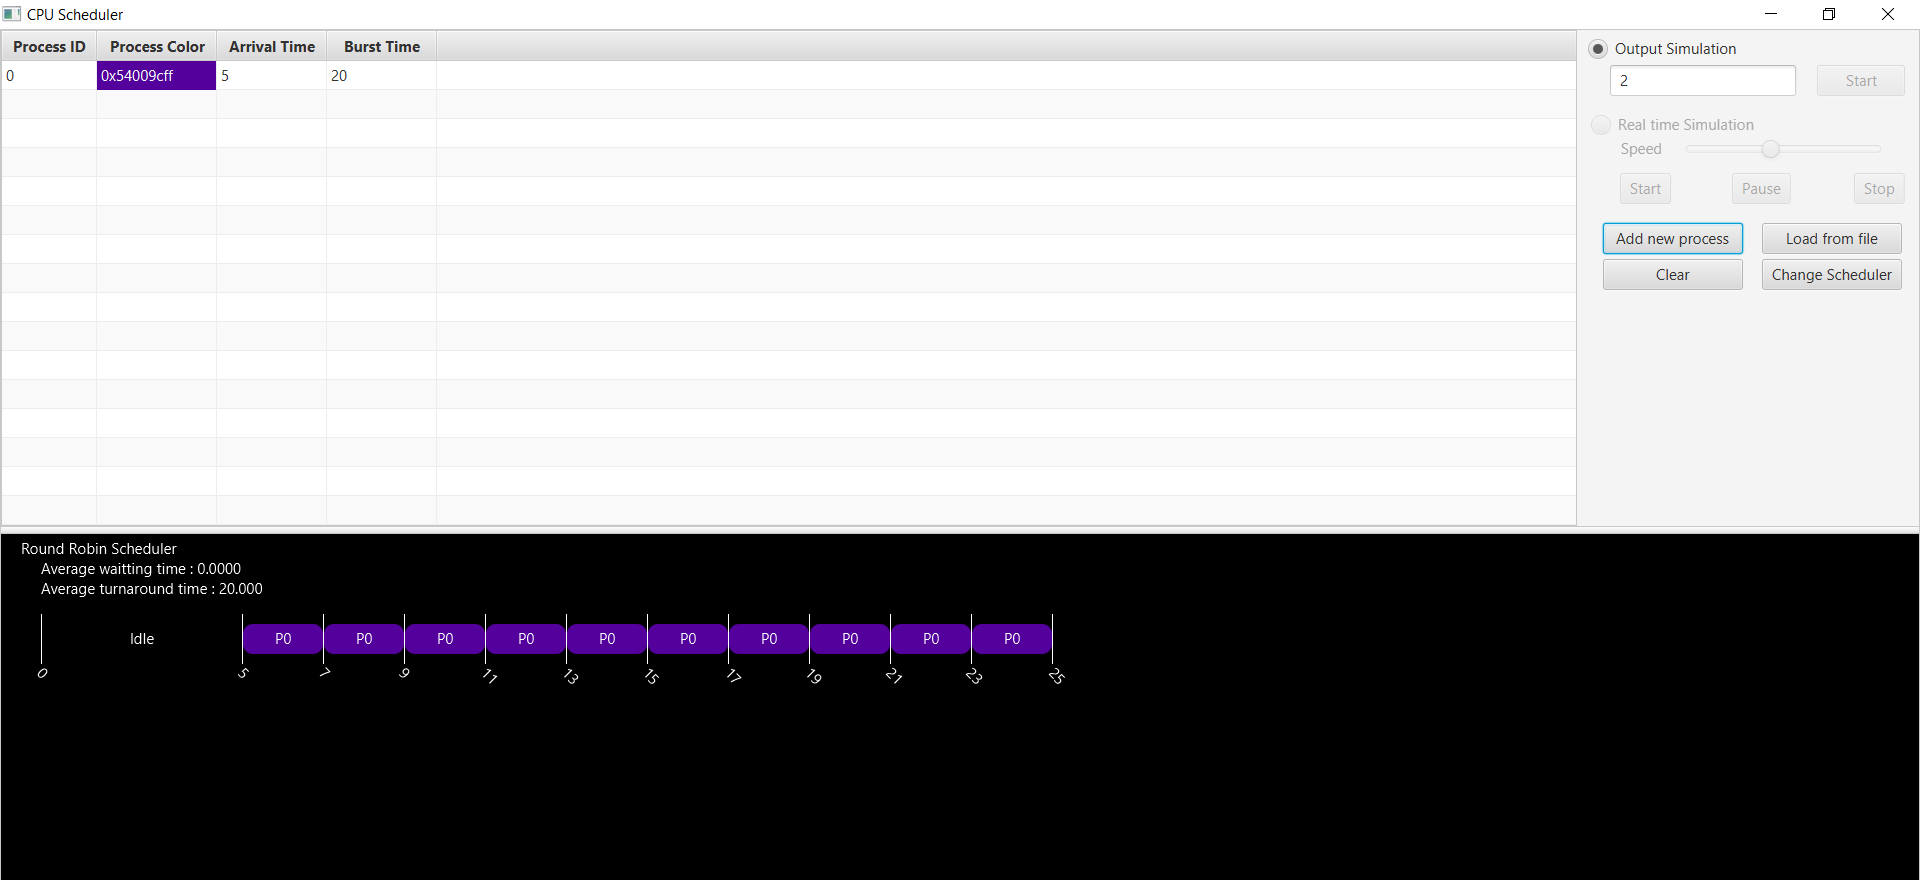 CPU Scheduler
Process ID Process Color Arrival Time Burst Time
0 0x54009cff 5 20
Output Simulation
2 Start
Real time Simulation
Speed
Start Pause Stop
Add new process Load from file
Clear Change Scheduler
Round Robin Scheduler
Average waitting time : 0.0000
Average turnaround time : 20.000
Idle P0 P0 P0 P0 P0 P0 P0 P0 P0 P0
0 5 7 9 11 13 15 17 19 21 23 25